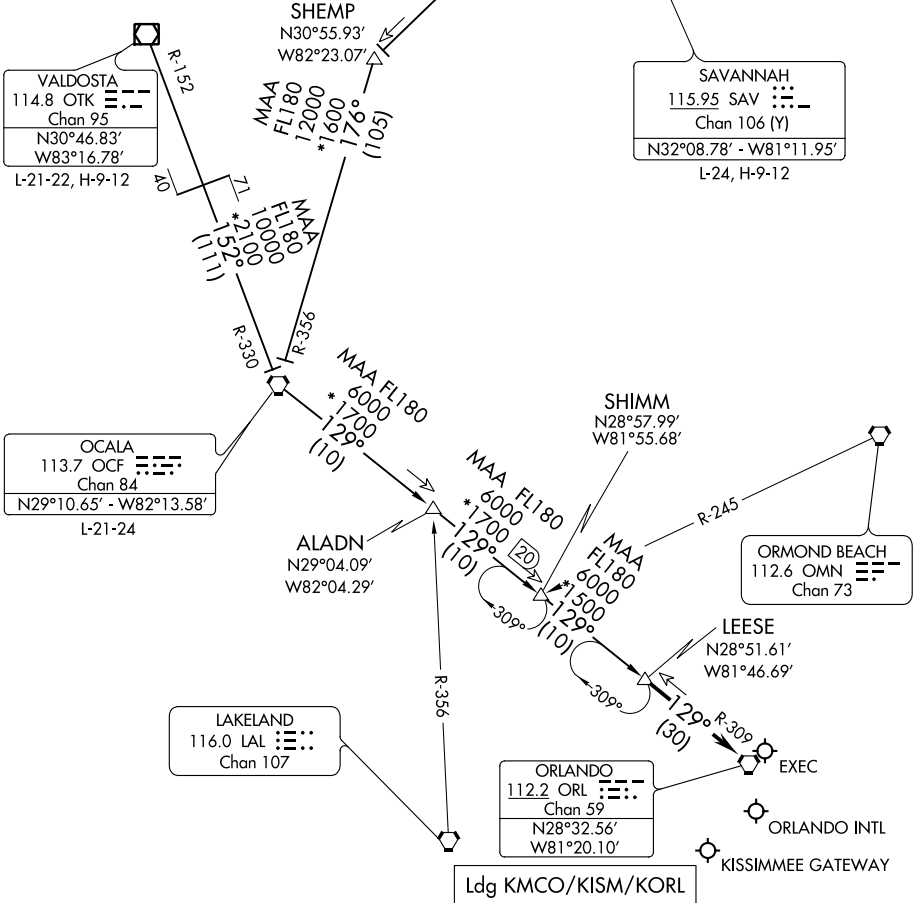 SHEMP
N30°55.93'
W82°23.07'
R-152
VALDOSTA
114.8 OTK
Chan 95
N30°46.83'
W83°16.78'
L-21-22, H-9-12
MAA
FL180
12000
*1600
176°
(105)
SAVANNAH
115.95 SAV
Chan 106 (Y)
N32°08.78' - W81°11.95'
L-24, H-9-12
40
71
MAA
FL180
10000
*2100
152°
(111)
R-330
R-356
OCALA
113.7 OCF
Chan 84
N29°10.65' - W82°13.58'
L-21-24
MAA FL180
6000
*1700
129°
(10)
SHIMM
N28°57.99'
W81°55.68'
ALADN
N29°04.09'
W82°04.29'
MAA FL180
6000
*1700
129°
(10)
20
309°
R-245
ORMOND BEACH
112.6 OMN
Chan 73
MAA
FL180
6000
*1500
129°
(10)
309°
LEESE
N28°51.61'
W81°46.69'
R-356
LAKELAND
116.0 LAL
Chan 107
129°
(30)
R-309
ORLANDO
112.2 ORL
Chan 59
N28°32.56'
W81°20.10'
EXEC
ORLANDO INTL
KISSIMMEE GATEWAY
Ldg KMCO/KISM/KORL